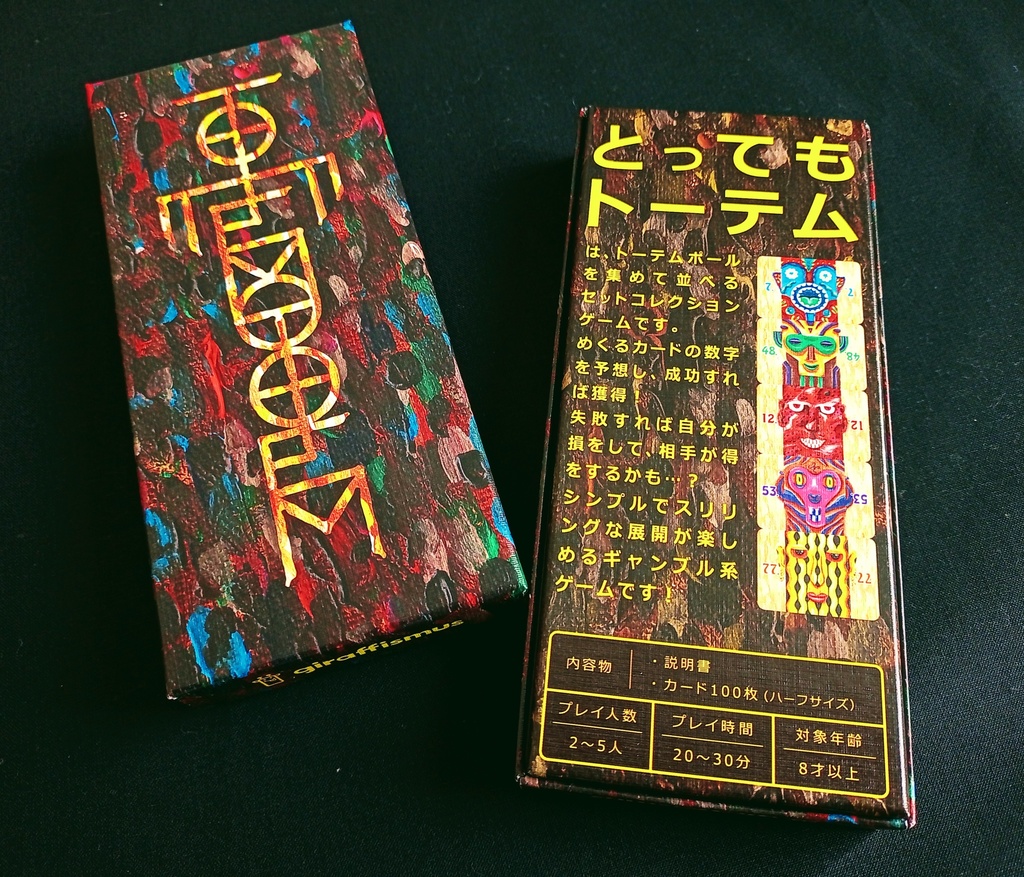 giraffismus
とっても
トーテム
は、トーテムポール
を集めて並べる
セットコレクション
ゲームです。
めくるカードの数字
を予想し、成功すれ
ば獲得！
失敗すれば自分が
損をして、相手が得
をするかも…？
シンプルでスリリ
ングな展開が楽し
めるギャンブル系
ゲームです！
7 7
48 48
12 12
53 53
内容物
・説明書
・カード100枚（ハーフサイズ）
プレイ人数
2～5人
プレイ時間
20～30分
対象年齢
8才以上